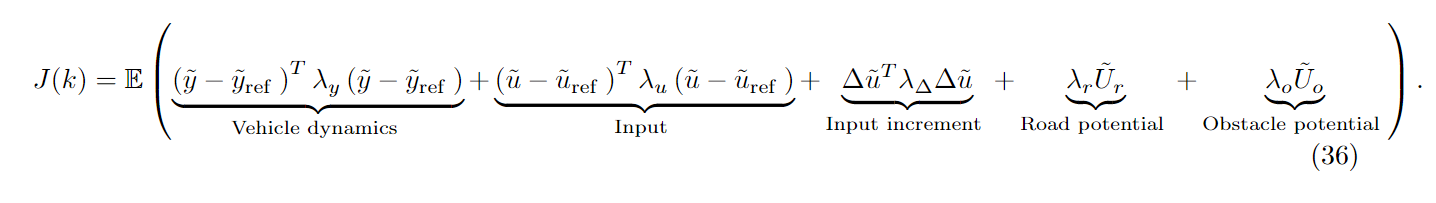 J(k) = 𝔼 ( (ỹ − ỹ_ref )^T λ_y (ỹ − ỹ_ref ) + (ũ − ũ_ref )^T λ_u (ũ − ũ_ref ) + Δũ^T λ_Δ Δũ + λ_r Ũ_r + λ_o Ũ_o ) .
Vehicle dynamics Input Input increment Road potential Obstacle potential
(36)